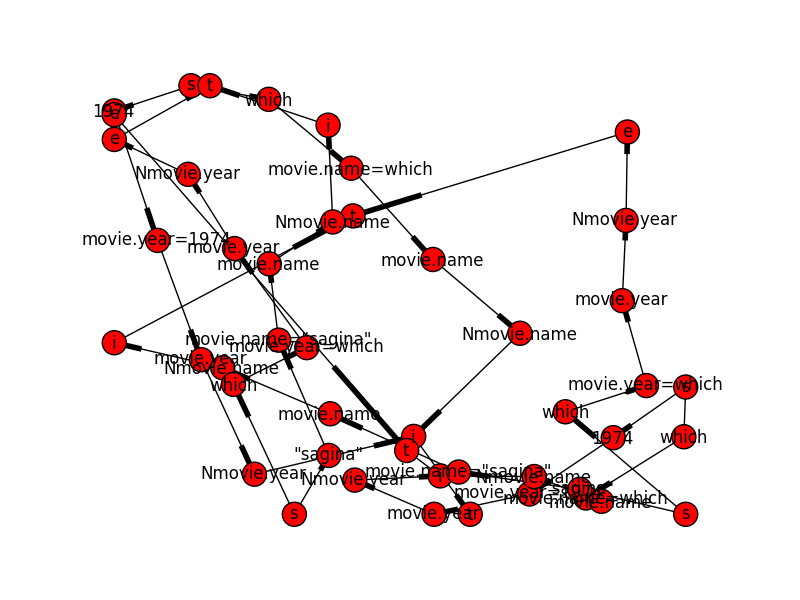 s
t
which
1974
e
i
e
Nmovie.year
movie.name=which
t
Nmovie.name
Nmovie.year
movie.year=1974
movie.year
movie.name
movie.name
movie.year
Nmovie.name
i
movie.name="sagina"
movie.year=which
movie.year
Nmovie.name
which
movie.year=which
s
which
movie.name
1974
which
i
t
"sagina"
Nmovie.year
Nmovie.year
movie.name="sagina"
i
Nmovie.name
movie.name=which
movie.name
s
movie.year
t
s